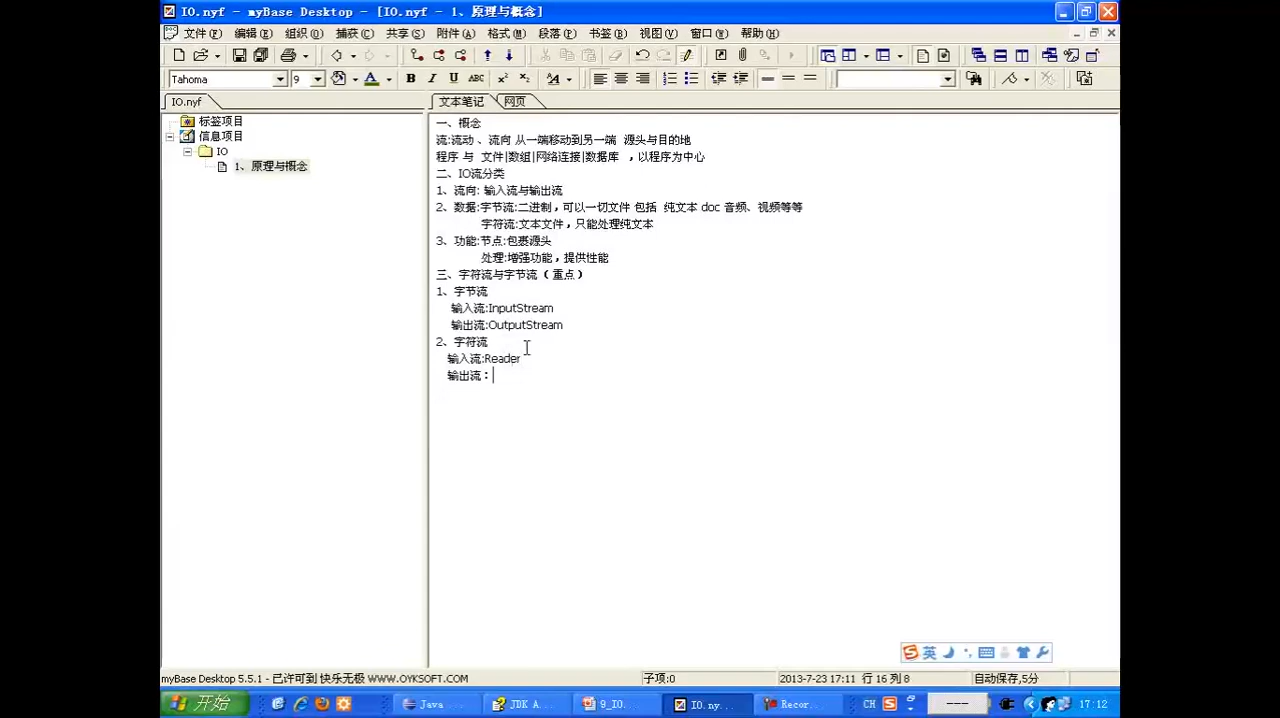 IO.nyf - myBase Desktop - [IO.nyf - 1、原理与概念]
文件(F) 编辑(E) 组织(O) 捕获(C) 共享(S) 附件(A) 格式(M) 段落(P) 书签(B) 视图(V) 窗口(W) 帮助(H)
Tahoma 9
IO.nyf
文本笔记 网页
标签项目
信息项目
IO
1、原理与概念
一、概念
流:流动 、流向 从一端移动到另一端 源头与目的地
程序 与 文件|数组|网络连接|数据库 ，以程序为中心
二、IO流分类
1、流向: 输入流与输出流
2、数据:字节流:二进制，可以一切文件 包括 纯文本 doc 音频、视频等等
字符流:文本文件，只能处理纯文本
3、功能:节点:包裹源头
处理:增强功能，提供性能
三、字符流与字节流（ 重点 ）
1、字节流
输入流:InputStream
输出流:OutputStream
2、字符流
输入流:Reader
输出流：
英
myBase Desktop 5.5.1 - 已许可到 快乐无极 WWW.OYKSOFT.COM 子项:0 2013-7-23 17:11 行 16 列 8 自动保存,5分
开始 Java ... JDK A... 9_IO... IO.ny... Recor... CH 17:12